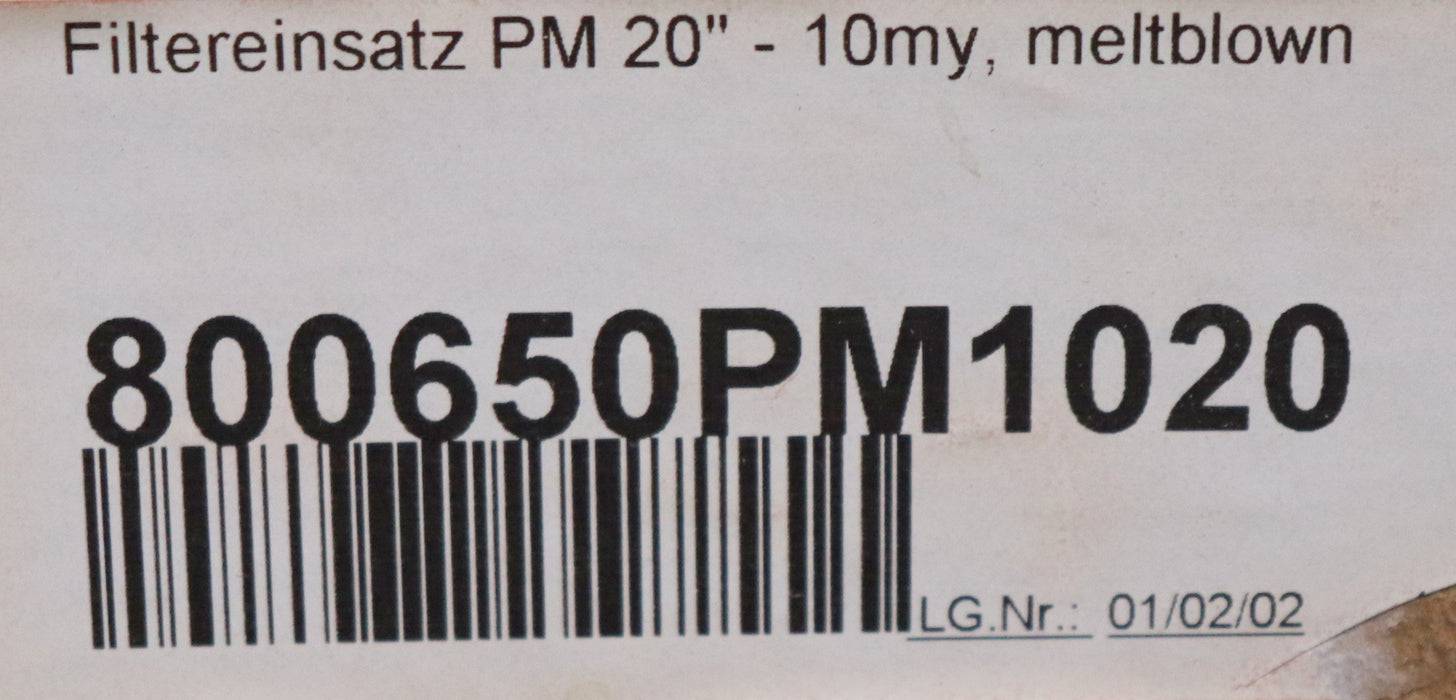 Filtereinsatz PM 20" - 10my, meltblown
800650PM1020
LG.Nr.: 01/02/02